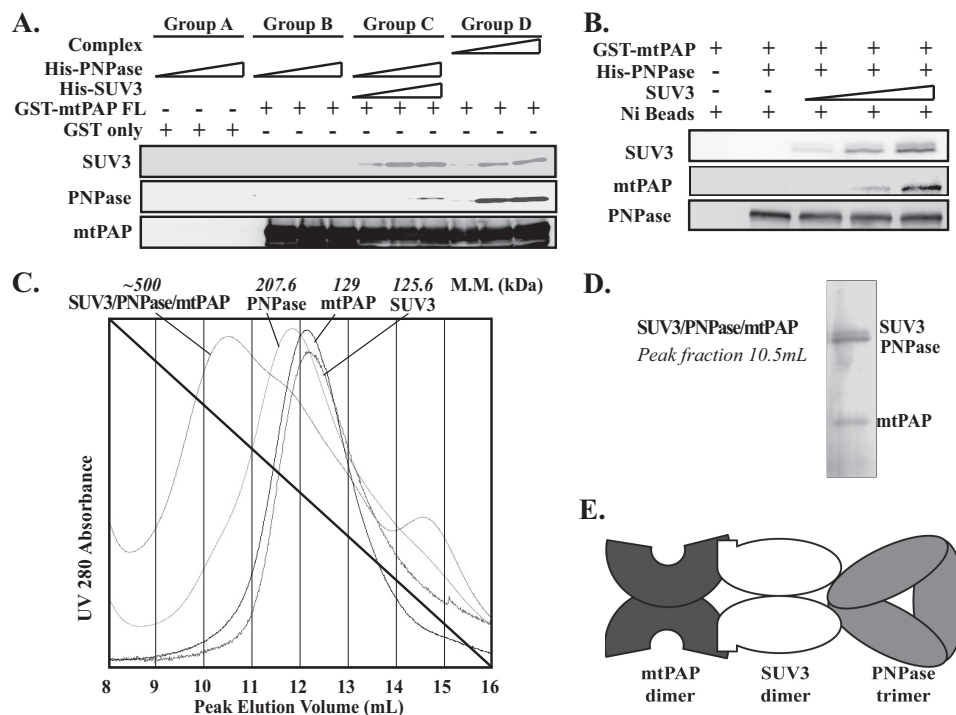 A.
Group A Group B Group C Group D
Complex
His-PNPase
His-SUV3
GST-mtPAP FL - - - + + + + + + + + +
GST only + + + - - - - - - - - -
SUV3
PNPase
mtPAP
B.
GST-mtPAP + + + + +
His-PNPase - + + + +
SUV3 - -
Ni Beads + + + + +
SUV3
mtPAP
PNPase
C.
~500 207.6 129 125.6 M.M. (kDa)
SUV3/PNPase/mtPAP PNPase mtPAP SUV3
UV 280 Absorbance
8 9 10 11 12 13 14 15 16
Peak Elution Volume (mL)
D.
SUV3/PNPase/mtPAP
Peak fraction 10.5mL
SUV3
PNPase
mtPAP
E.
mtPAP dimer
SUV3 dimer
PNPase trimer